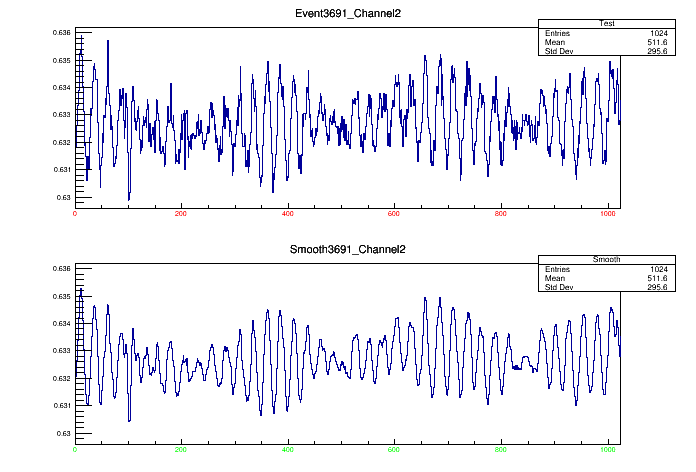 Event3691_Channel2
Test
Entries 1024
Mean 511.6
Std Dev 295.6
0.636
0.635
0.634
0.633
0.632
0.631
0.63
0 200 400 600 800 1000
Smooth3691_Channel2
Smooth
Entries 1024
Mean 511.6
Std Dev 295.6
0.636
0.635
0.634
0.633
0.632
0.631
0.63
0 200 400 600 800 1000